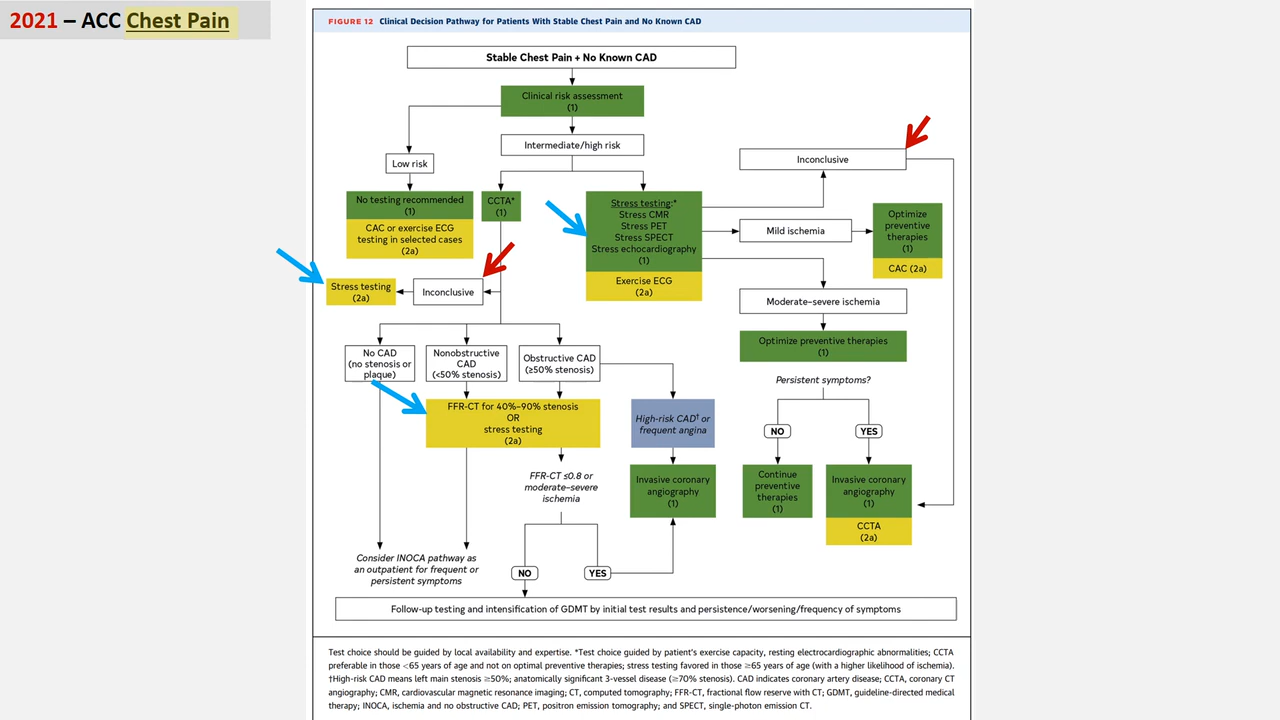 2021 – ACC Chest Pain
FIGURE 12 Clinical Decision Pathway for Patients With Stable Chest Pain and No Known CAD
Stable Chest Pain + No Known CAD
Clinical risk assessment
(1)
Intermediate/high risk
Low risk
No testing recommended
(1)
CAC or exercise ECG
testing in selected cases
(2a)
CCTA*
(1)
Stress testing:*
Stress CMR
Stress PET
Stress SPECT
Stress echocardiography
(1)
Exercise ECG
(2a)
Inconclusive
Mild ischemia
Optimize
preventive
therapies
(1)
CAC (2a)
Moderate–severe ischemia
Optimize preventive therapies
(1)
Persistent symptoms?
NO
YES
Continue
preventive
therapies
(1)
Invasive coronary
angiography
(1)
CCTA
(2a)
Stress testing
(2a)
Inconclusive
No CAD
(no stenosis or
plaque)
Nonobstructive
CAD
(<50% stenosis)
Obstructive CAD
(≥50% stenosis)
FFR-CT for 40%–90% stenosis
OR
stress testing
(2a)
High-risk CAD† or
frequent angina
Invasive coronary
angiography
(1)
FFR-CT ≤0.8 or
moderate–severe
ischemia
NO
YES
Consider INOCA pathway as
an outpatient for frequent or
persistent symptoms
Follow-up testing and intensification of GDMT by initial test results and persistence/worsening/frequency of symptoms
Test choice should be guided by local availability and expertise. *Test choice guided by patient's exercise capacity, resting electrocardiographic abnormalities; CCTA
preferable in those <65 years of age and not on optimal preventive therapies; stress testing favored in those ≥65 years of age (with a higher likelihood of ischemia).
†High-risk CAD means left main stenosis ≥50%; anatomically significant 3-vessel disease (≥70% stenosis). CAD indicates coronary artery disease; CCTA, coronary CT
angiography; CMR, cardiovascular magnetic resonance imaging; CT, computed tomography; FFR-CT, fractional flow reserve with CT; GDMT, guideline-directed medical
therapy; INOCA, ischemia and no obstructive CAD; PET, positron emission tomography; and SPECT, single-photon emission CT.